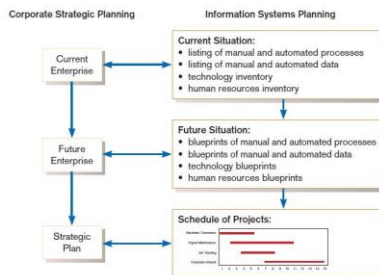 Corporate Strategic Planning
Information Systems Planning
Current
Enterprise
Current Situation:
• listing of manual and automated processes
• listing of manual and automated data
• technology inventory
• human resources inventory
Future
Enterprise
Future Situation:
• blueprints of manual and automated processes
• blueprints of manual and automated data
• technology blueprints
• human resources blueprints
Strategic
Plan
Schedule of Projects: